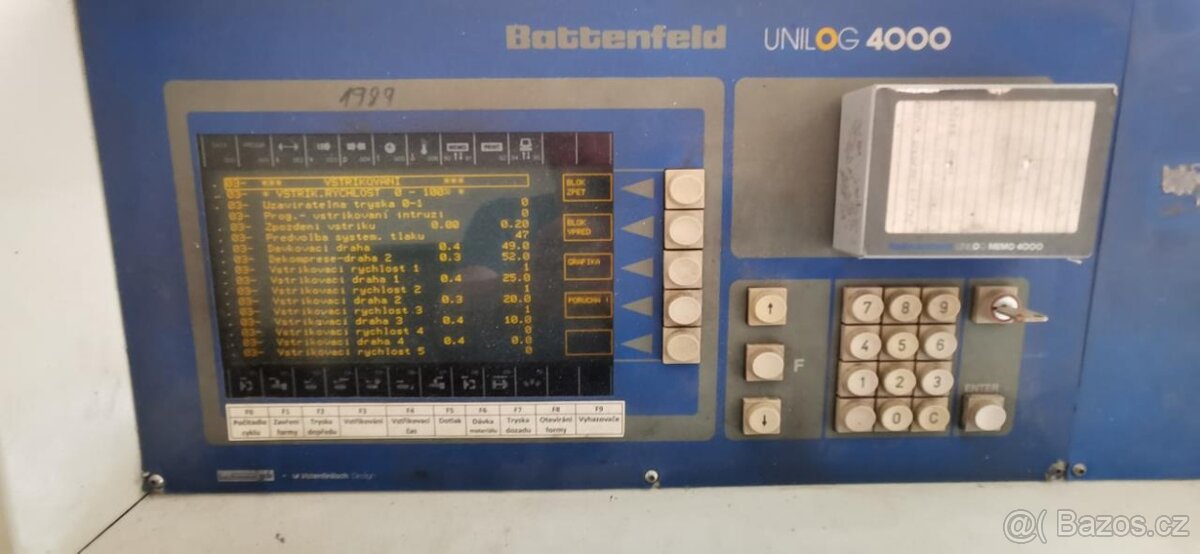 Battenfeld UNILOG 4000
1989
03- *** VSTRIKOVANI ***
03- * VSTRIK.RYCHLOST 0 - 100% *
03- Uzaviratelna tryska 0-1 0
03- Prog.- vstrikovani intruzi 0
03- Zpozdeni vstriku 0.00 0.20
03- Predvolba system. tlaku 47
03- Davkovaci draha 0.4 49.0
03- Dekomprese-draha 2 0.3 52.0
03- Vstrikovaci rychlost 1 1
03- Vstrikovaci draha 1 0.4 25.0
03- Vstrikovaci rychlost 2 1
03- Vstrikovaci draha 2 0.3 20.0
03- Vstrikovaci rychlost 3 1
03- Vstrikovaci draha 3 0.4 10.0
03- Vstrikovaci rychlost 4 0
03- Vstrikovaci draha 4 0.4 0.0
03- Vstrikovaci rychlost 5 0
BLOK
ZPET
BLOK
VPRED
GRAFIKA
PORUCHA !
F0 F1 F2 F3 F4 F5 F6 F7 F8 F9
Počítadlo Zavření Tryska Vstřikování Vstřikovací Dotlak Dávka Tryska Otevírání Vyhazovače
cyklu formy dopředu čas materiálu dozadu formy
Battenfeld UNILOG MEMO 4000
↑
F
↓
7 8 9
4 5 6
1 2 3
0 C
ENTER
Design
@( Bazos.cz